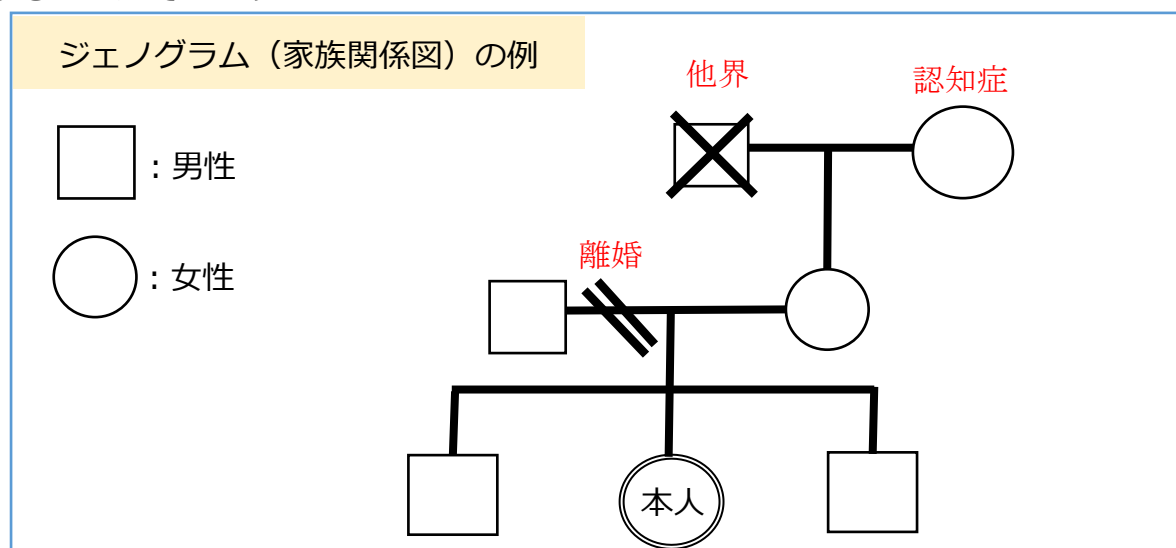 ジェノグラム（家族関係図）の例
他界
認知症
：男性
離婚
：女性
本人